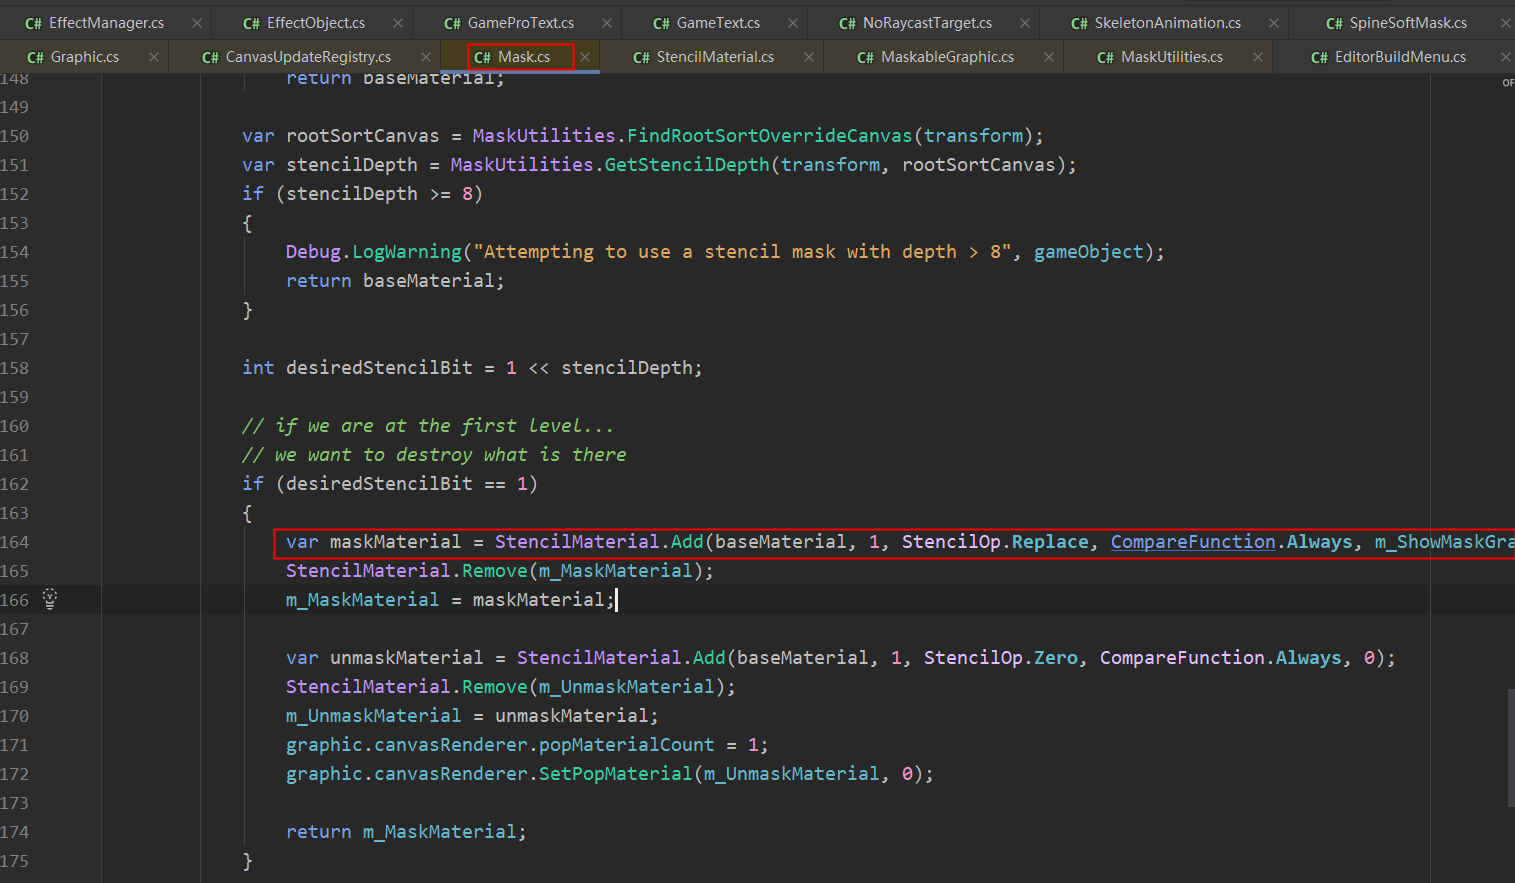 C# EffectManager.cs C# EffectObject.cs C# GameProText.cs C# GameText.cs C# NoRaycastTarget.cs C# SkeletonAnimation.cs C# SpineSoftMask.cs
C# Graphic.cs C# CanvasUpdateRegistry.cs C# Mask.cs C# StencilMaterial.cs C# MaskableGraphic.cs C# MaskUtilities.cs C# EditorBuildMenu.cs
148 return baseMaterial;
149
150 var rootSortCanvas = MaskUtilities.FindRootSortOverrideCanvas(transform);
151 var stencilDepth = MaskUtilities.GetStencilDepth(transform, rootSortCanvas);
152 if (stencilDepth >= 8)
153 {
154 Debug.LogWarning("Attempting to use a stencil mask with depth > 8", gameObject);
155 return baseMaterial;
156 }
157
158 int desiredStencilBit = 1 << stencilDepth;
159
160 // if we are at the first level...
161 // we want to destroy what is there
162 if (desiredStencilBit == 1)
163 {
164 var maskMaterial = StencilMaterial.Add(baseMaterial, 1, StencilOp.Replace, CompareFunction.Always, m_ShowMaskGra
165 StencilMaterial.Remove(m_MaskMaterial);
166 m_MaskMaterial = maskMaterial;
167
168 var unmaskMaterial = StencilMaterial.Add(baseMaterial, 1, StencilOp.Zero, CompareFunction.Always, 0);
169 StencilMaterial.Remove(m_UnmaskMaterial);
170 m_UnmaskMaterial = unmaskMaterial;
171 graphic.canvasRenderer.popMaterialCount = 1;
172 graphic.canvasRenderer.SetPopMaterial(m_UnmaskMaterial, 0);
173
174 return m_MaskMaterial;
175 }